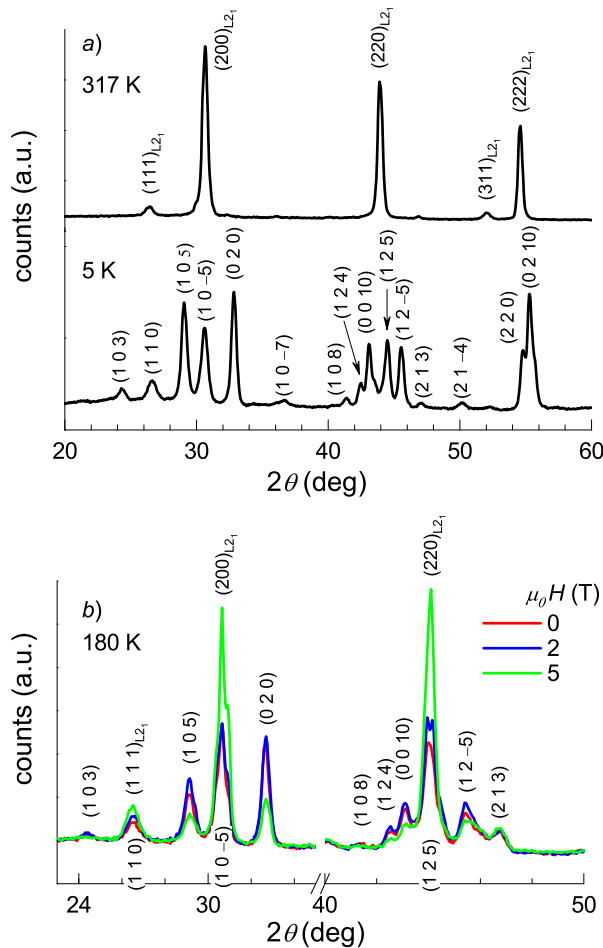 a)
317 K
(111)L2₁
(200)L2₁
(220)L2₁
(311)L2₁
(222)L2₁
counts (a.u.)
5 K
(1 0 3)
(1 1 0)
(1 0 5)
(1 0 −5)
(0 2 0)
(1 0 −7)
(1 0 8)
(1 2 4)
(0 0 10)
(1 2 5)
(1 2 −5)
(2 1 3)
(2 1 −4)
(2 2 0)
(0 2 10)
20 30 40 50 60
2θ (deg)
b)
180 K
(200)L2₁
(220)L2₁
μ₀H (T)
0
2
5
counts (a.u.)
(1 0 3)
(1 1 1)L2₁
(1 0 5)
(0 2 0)
(1 0 8)
(1 2 4)
(0 0 10)
(1 2 −5)
(2 1 3)
(1 1 0)
(1 0 −5)
(1 2 5)
24 30 40 50
2θ (deg)